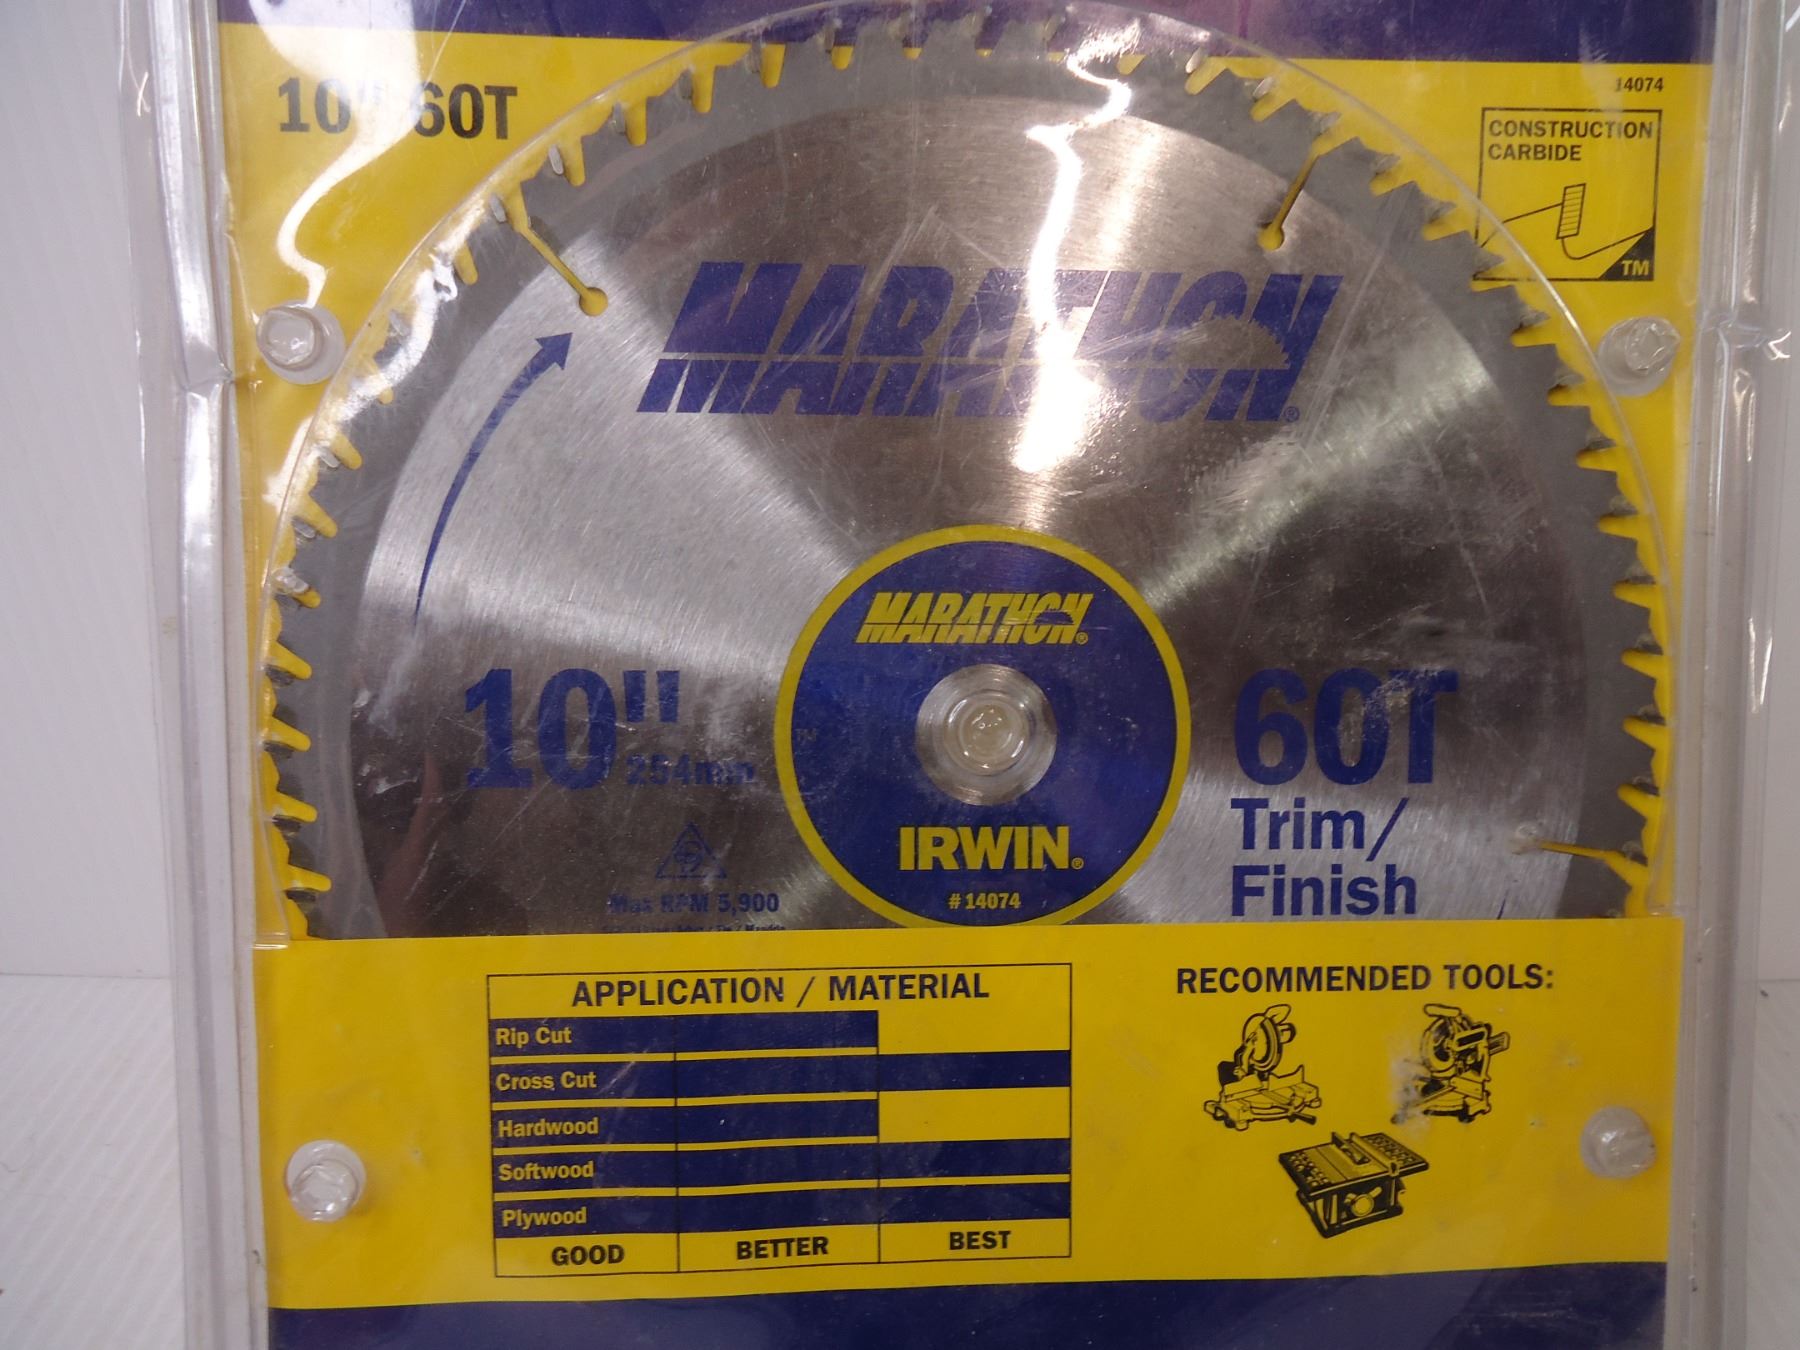 10" 60T
14074
CONSTRUCTION
CARBIDE
TM
MARATHON®
10"
254mm
Max RPM 5,900
MARATHON®
TM
IRWIN®
#14074
60T
Trim/
Finish
APPLICATION / MATERIAL
Rip Cut
Cross Cut
Hardwood
Softwood
Plywood
GOOD BETTER BEST
RECOMMENDED TOOLS: